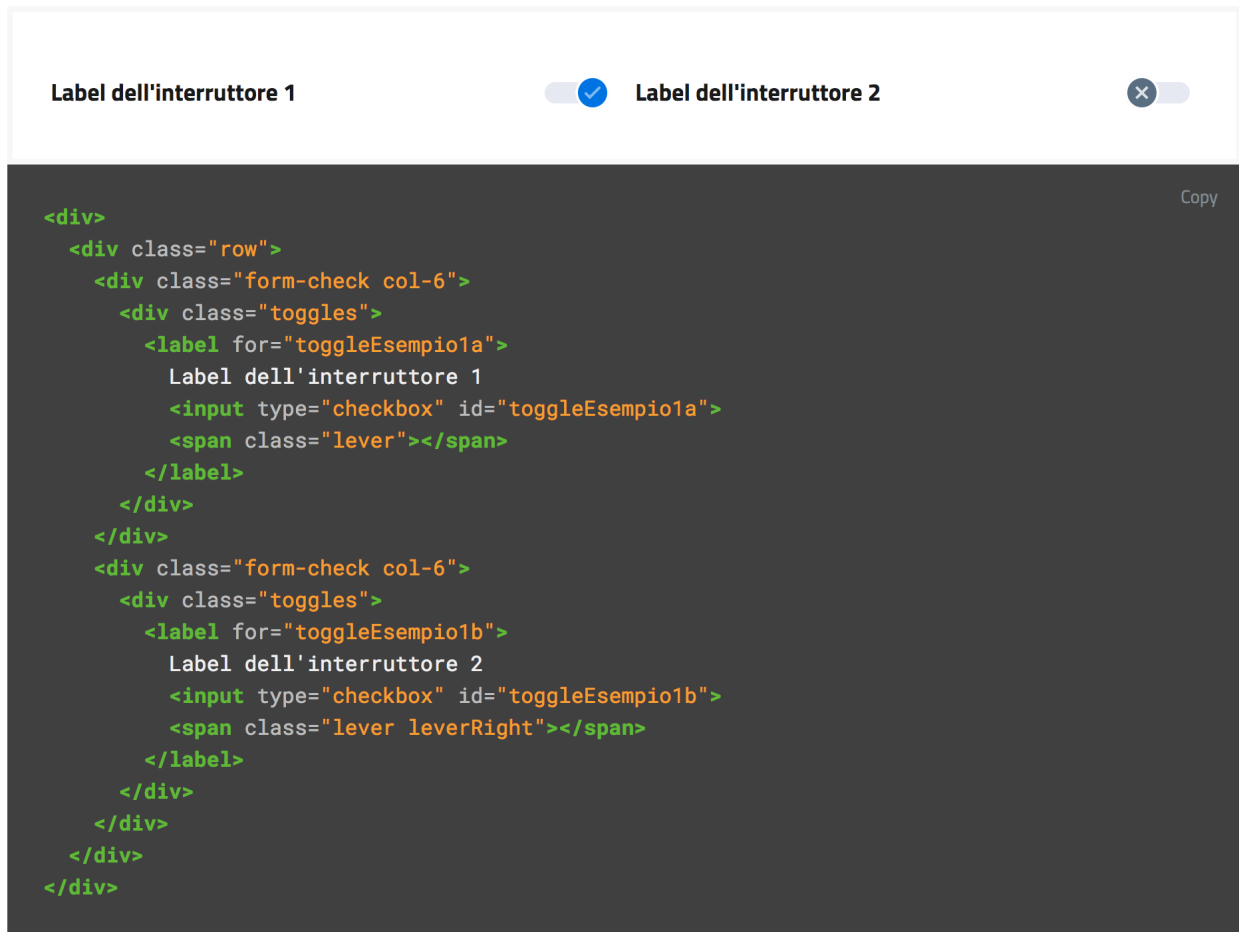 Label dell'interruttore 1 Label dell'interruttore 2
Copy
<div>
  <div class="row">
    <div class="form-check col-6">
      <div class="toggles">
        <label for="toggleEsempio1a">
          Label dell'interruttore 1
          <input type="checkbox" id="toggleEsempio1a">
          <span class="lever"></span>
        </label>
      </div>
    </div>
    <div class="form-check col-6">
      <div class="toggles">
        <label for="toggleEsempio1b">
          Label dell'interruttore 2
          <input type="checkbox" id="toggleEsempio1b">
          <span class="lever leverRight"></span>
        </label>
      </div>
    </div>
  </div>
</div>